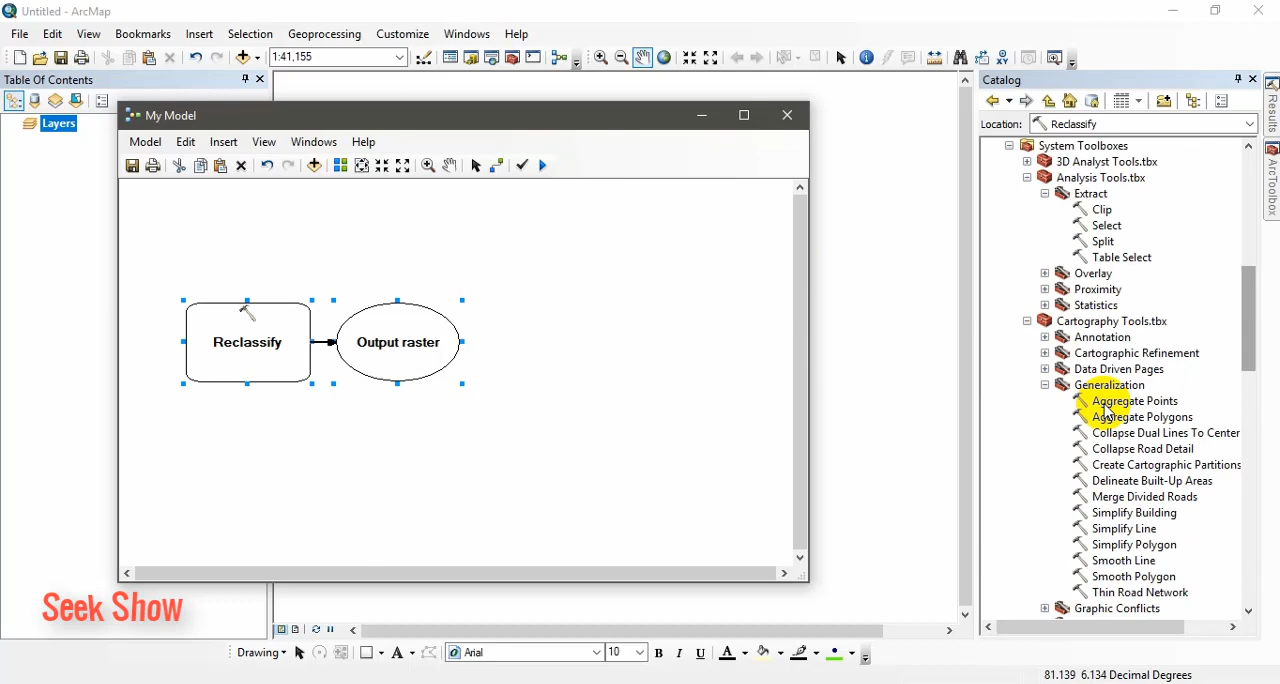 Untitled - ArcMap
File Edit View Bookmarks Insert Selection Geoprocessing Customize Windows Help
1:41,155
Table Of Contents
Layers
My Model
Model Edit Insert View Windows Help
Reclassify
Output raster
Seek Show
Catalog
Location: Reclassify
System Toolboxes
3D Analyst Tools.tbx
Analysis Tools.tbx
Extract
Clip
Select
Split
Table Select
Overlay
Proximity
Statistics
Cartography Tools.tbx
Annotation
Cartographic Refinement
Data Driven Pages
Generalization
Aggregate Points
Aggregate Polygons
Collapse Dual Lines To Center
Collapse Road Detail
Create Cartographic Partitions
Delineate Built-Up Areas
Merge Divided Roads
Simplify Building
Simplify Line
Simplify Polygon
Smooth Line
Smooth Polygon
Thin Road Network
Graphic Conflicts
Results
ArcToolbox
Drawing Arial 10 B I U A
81.139 6.134 Decimal Degrees